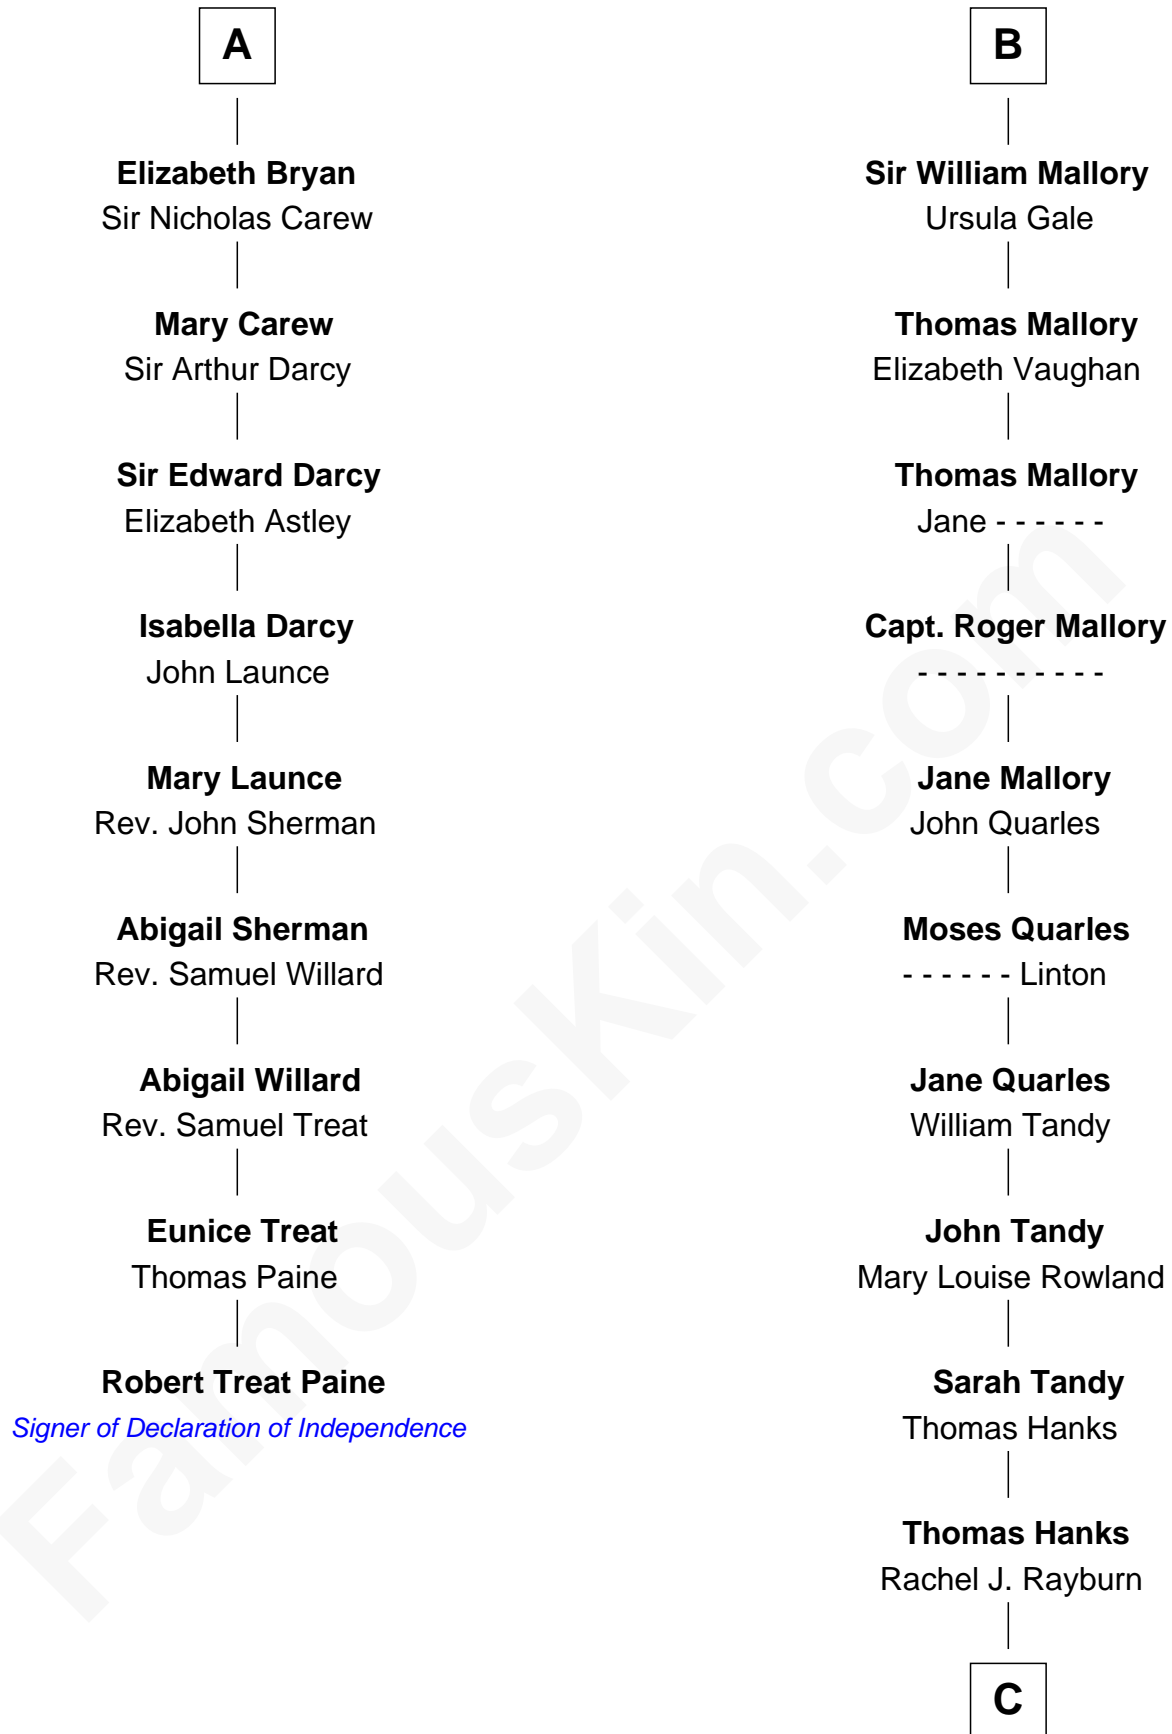 A
Elizabeth Bryan
Sir Nicholas Carew
Mary Carew
Sir Arthur Darcy
Sir Edward Darcy
Elizabeth Astley
Isabella Darcy
John Launce
Mary Launce
Rev. John Sherman
Abigail Sherman
Rev. Samuel Willard
Abigail Willard
Rev. Samuel Treat
Eunice Treat
Thomas Paine
Robert Treat Paine
Signer of Declaration of Independence
B
Sir William Mallory
Ursula Gale
Thomas Mallory
Elizabeth Vaughan
Thomas Mallory
Jane - - - - - -
Capt. Roger Mallory
- - - - - - - - - -
Jane Mallory
John Quarles
Moses Quarles
- - - - - - Linton
Jane Quarles
William Tandy
John Tandy
Mary Louise Rowland
Sarah Tandy
Thomas Hanks
Thomas Hanks
Rachel J. Rayburn
C
FamousKin.com